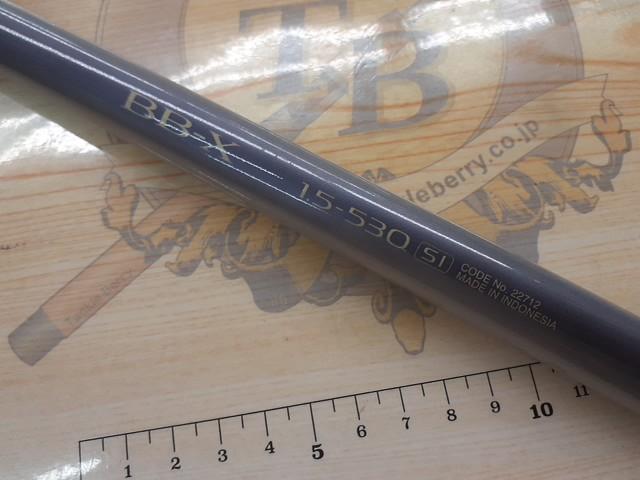 TB
BB-X
1.5-530 SI
CODE No. 22712
MADE IN INDONESIA
leberry.co.jp
1 2 3 4 5 6 7 8 9 10 11